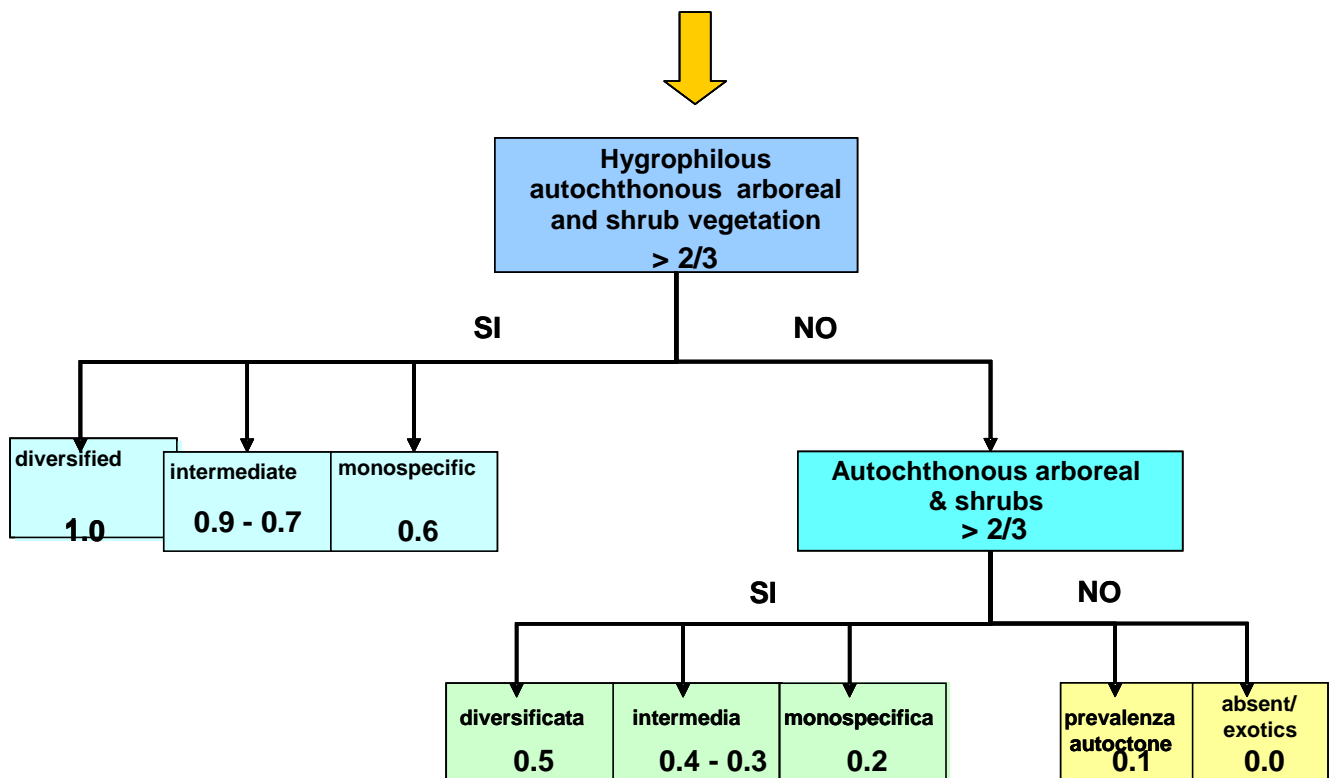 Hygrophilous
autochthonous arboreal
and shrub vegetation
> 2/3
SI
NO
diversified
1.0
intermediate
0.9 - 0.7
monospecific
0.6
Autochthonous arboreal
& shrubs
> 2/3
SI
NO
diversificata
0.5
intermedia
0.4 - 0.3
monospecifica
0.2
prevalenza
autoctone
0.1
absent/
exotics
0.0